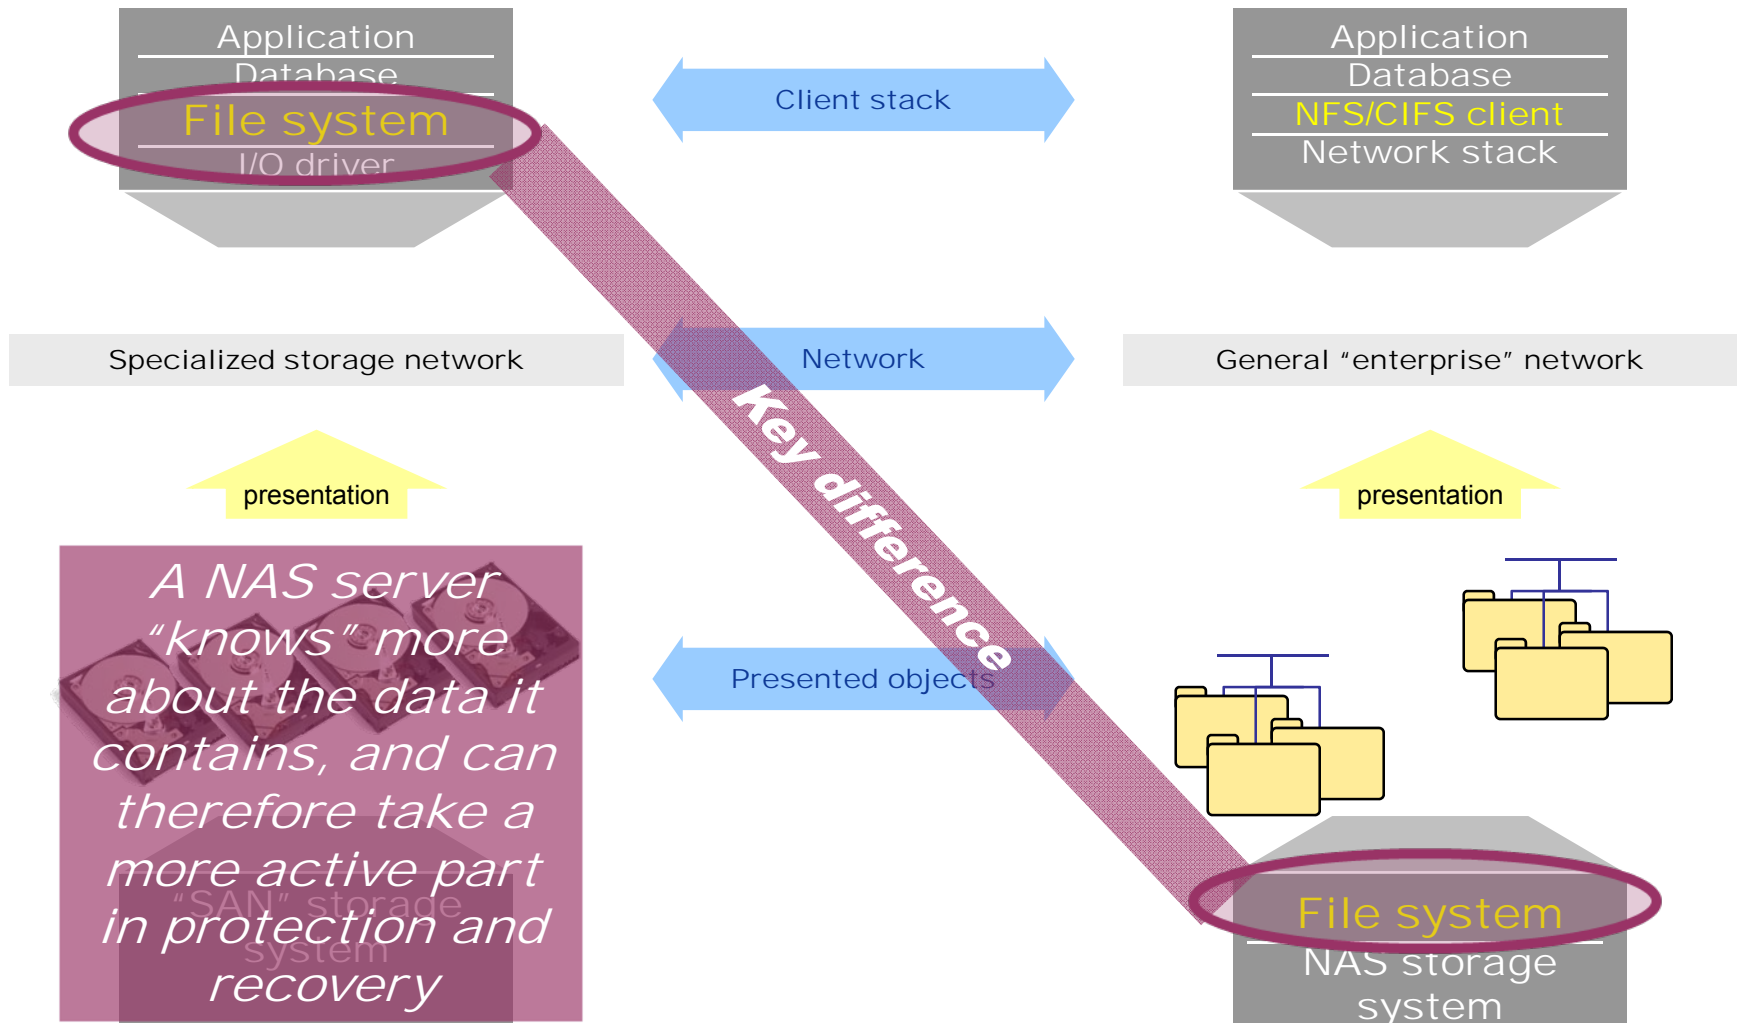 Application
Database
File system
I/O driver
Client stack
Application
Database
NFS/CIFS client
Network stack
Specialized storage network
Network
General “enterprise” network
Key difference
presentation
presentation
Presented objects
A NAS server
“knows” more
about the data it
contains, and can
therefore take a
more active part
in protection and
recovery
“SAN” storage
system
File system
NAS storage
system